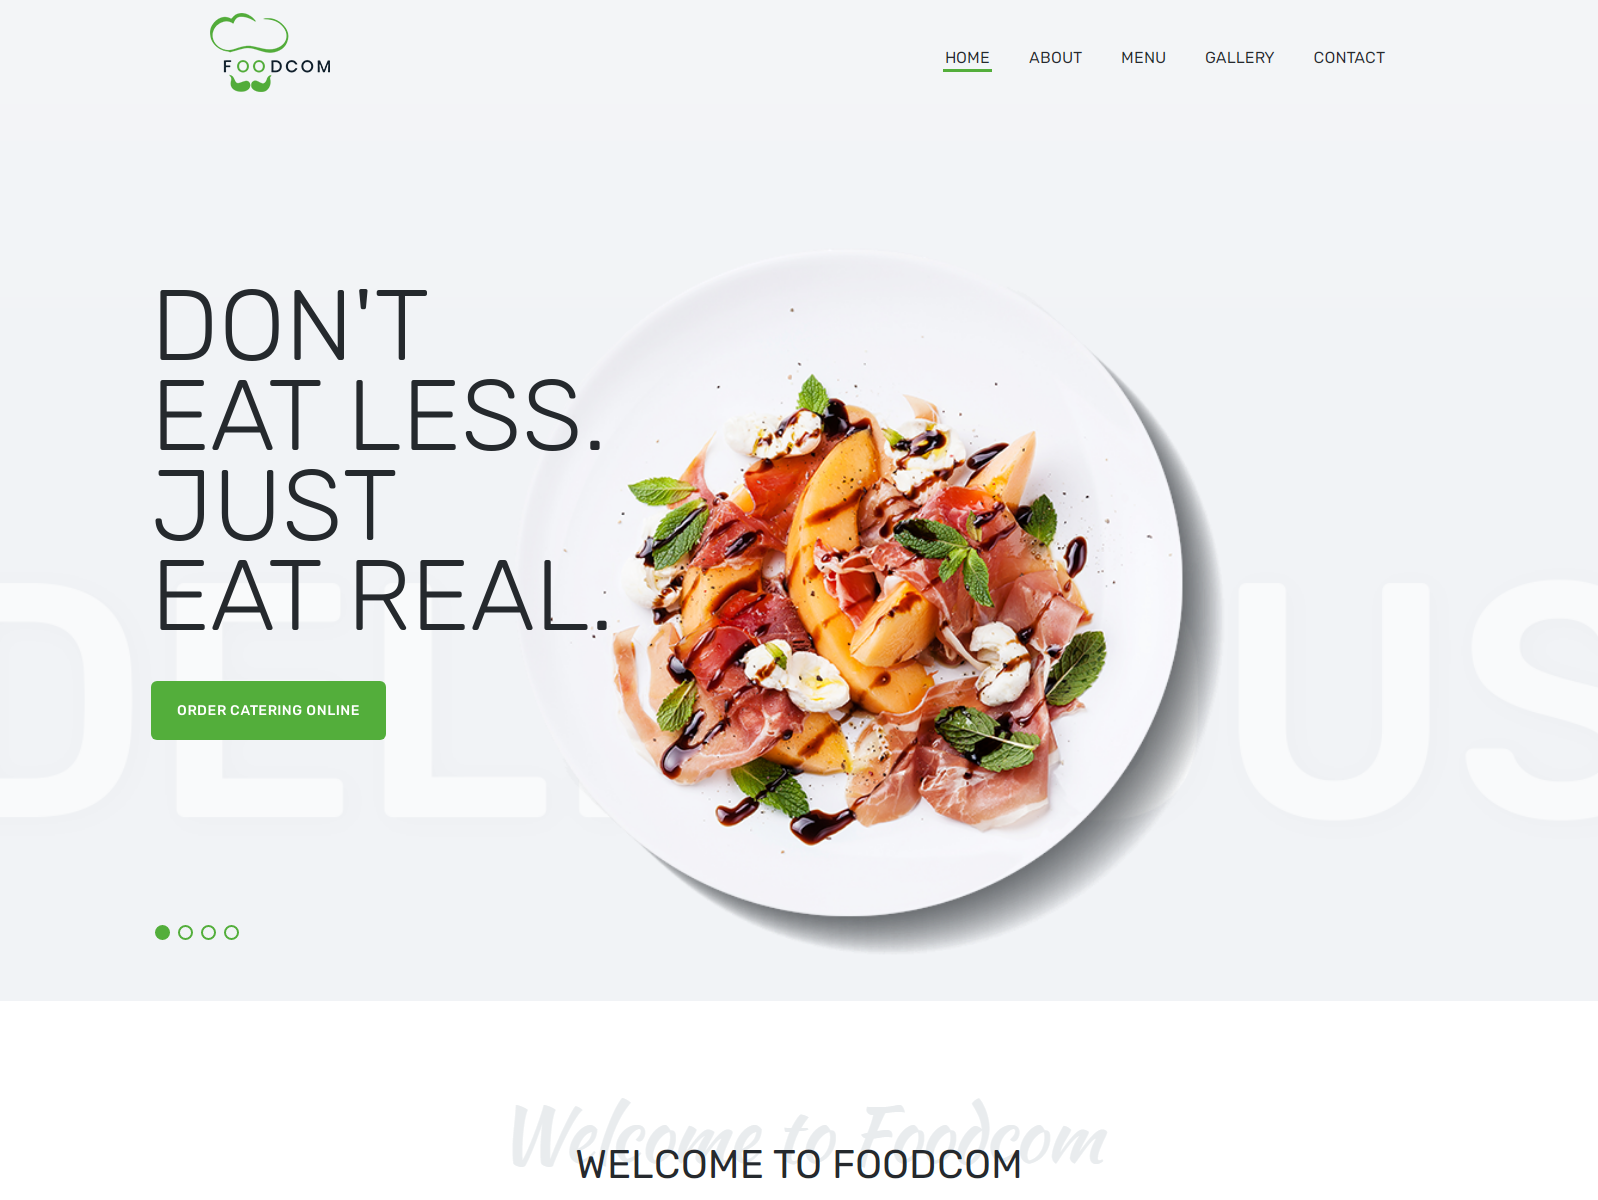 FOODCOM
HOME ABOUT MENU GALLERY CONTACT
DON'T
EAT LESS.
JUST
EAT REAL.
ORDER CATERING ONLINE
Welcome to Foodcom
WELCOME TO FOODCOM